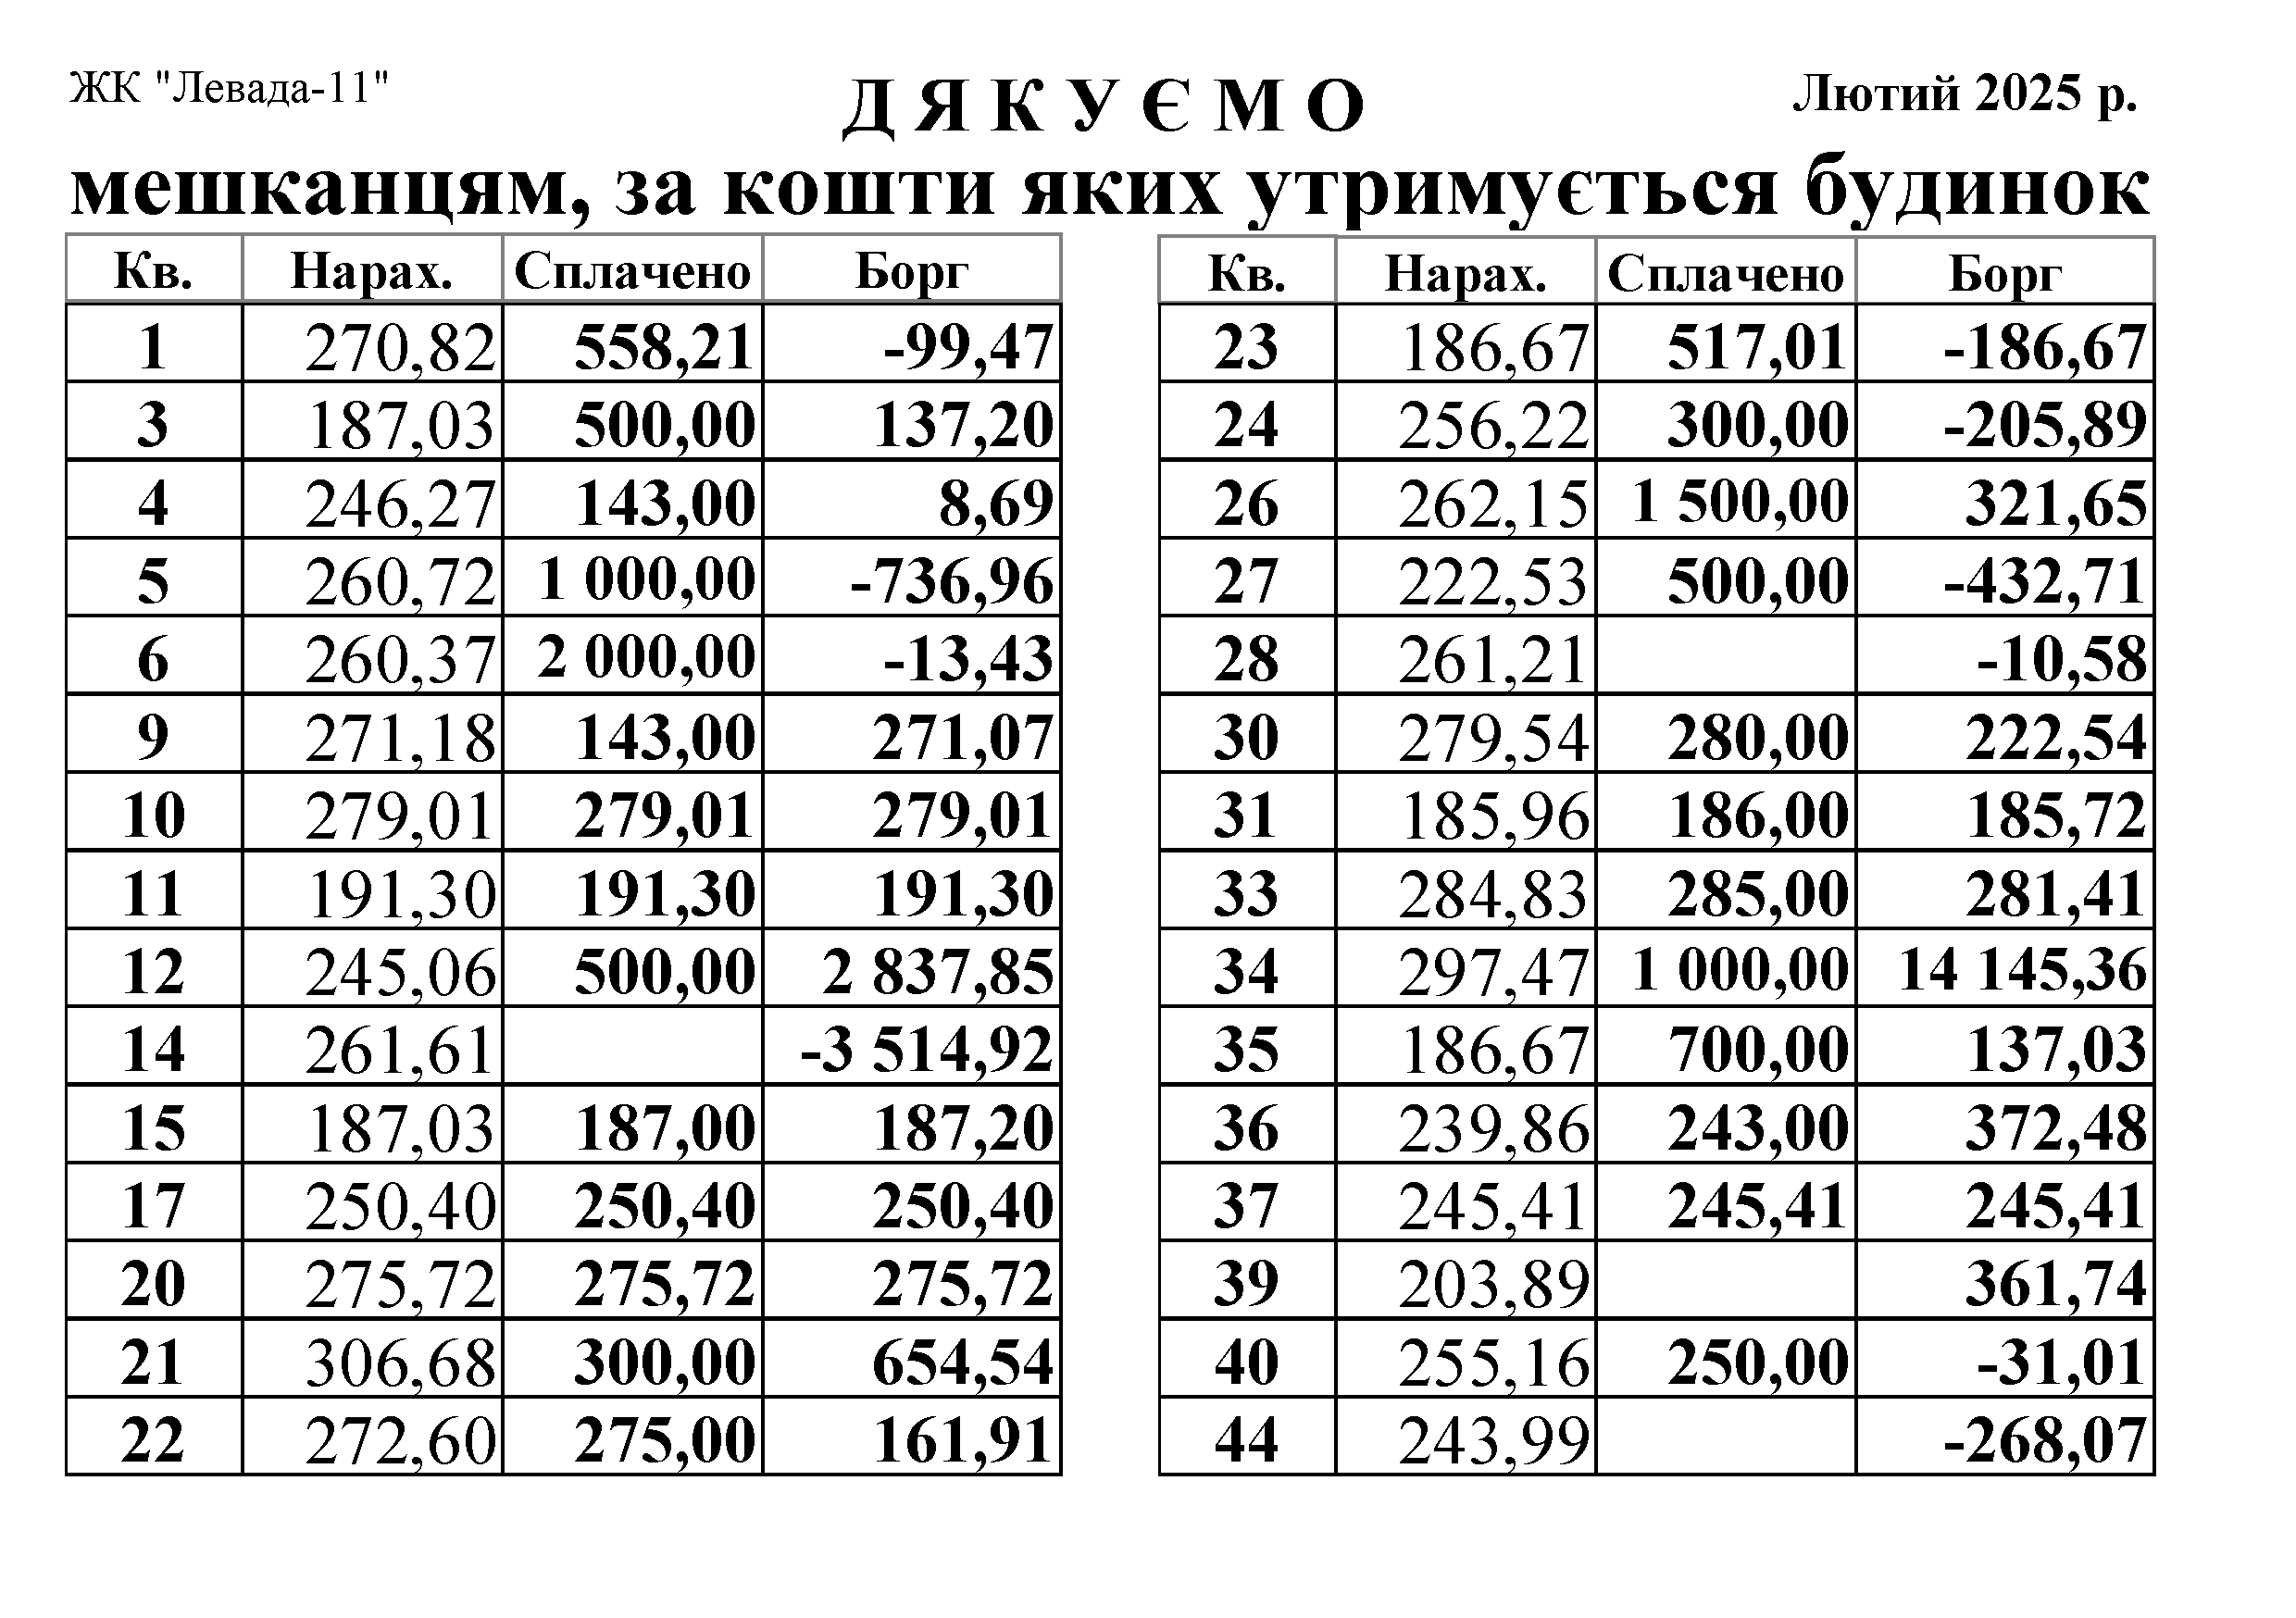 ЖК "Левада-11"
Д Я К У Є М О
Лютий 2025 р.
мешканцям, за кошти яких утримується будинок
Кв. Нарах. Сплачено Борг
1 270,82 558,21 -99,47
3 187,03 500,00 137,20
4 246,27 143,00 8,69
5 260,72 1 000,00 -736,96
6 260,37 2 000,00 -13,43
9 271,18 143,00 271,07
10 279,01 279,01 279,01
11 191,30 191,30 191,30
12 245,06 500,00 2 837,85
14 261,61 -3 514,92
15 187,03 187,00 187,20
17 250,40 250,40 250,40
20 275,72 275,72 275,72
21 306,68 300,00 654,54
22 272,60 275,00 161,91
Кв. Нарах. Сплачено Борг
23 186,67 517,01 -186,67
24 256,22 300,00 -205,89
26 262,15 1 500,00 321,65
27 222,53 500,00 -432,71
28 261,21 -10,58
30 279,54 280,00 222,54
31 185,96 186,00 185,72
33 284,83 285,00 281,41
34 297,47 1 000,00 14 145,36
35 186,67 700,00 137,03
36 239,86 243,00 372,48
37 245,41 245,41 245,41
39 203,89 361,74
40 255,16 250,00 -31,01
44 243,99 -268,07